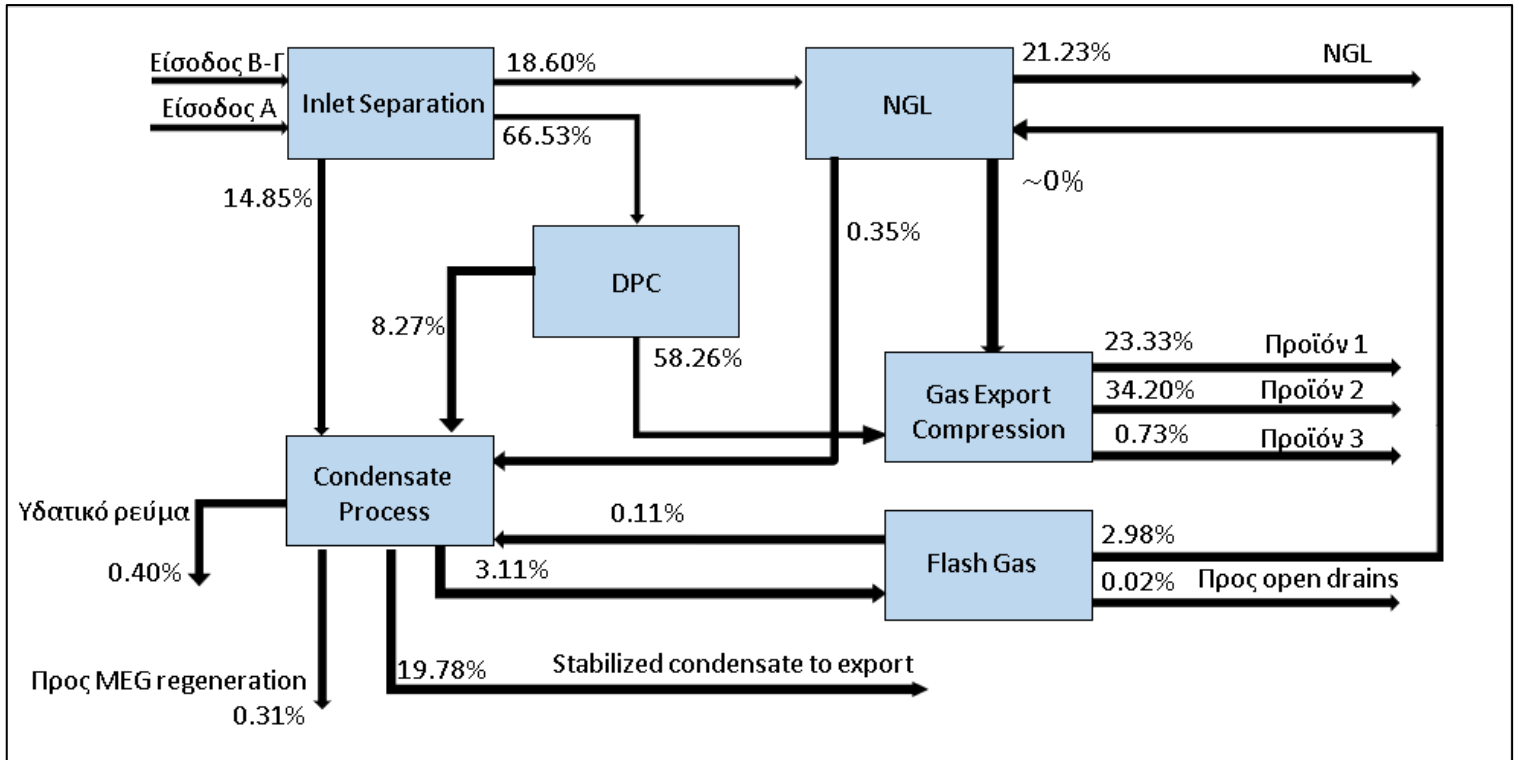 Είσοδος Β-Γ
18.60%
21.23%
NGL
Inlet Separation
NGL
Είσοδος Α
66.53%
14.85%
~0%
0.35%
DPC
8.27%
58.26%
23.33%
Προϊόν 1
Gas Export
Compression
34.20%
Προϊόν 2
0.73%
Προϊόν 3
Condensate
Process
Υδατικό ρεύμα
0.40%
0.11%
3.11%
Flash Gas
2.98%
0.02%
Προς open drains
19.78%
Stabilized condensate to export
Προς MEG regeneration
0.31%